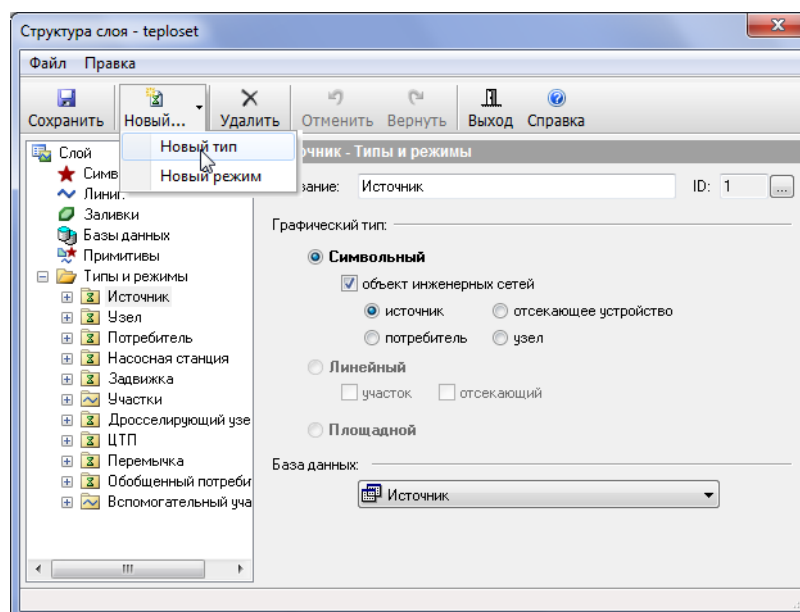 Структура слоя - teploset
Файл Правка
Сохранить Новый... Удалить Отменить Вернуть Выход Справка
Новый тип
Новый режим
Слой
Симв
Линии
Заливки
Базы данных
Примитивы
Типы и режимы
Источник
Узел
Потребитель
Насосная станция
Задвижка
Участки
Дросселирующий узе
ЦТП
Перемычка
Обобщенный потреби
Вспомогательный уча
очник - Типы и режимы
вание: Источник ID: 1 ...
Графический тип:
Символьный
объект инженерных сетей
источник отсекающее устройство
потребитель узел
Линейный
участок отсекающий
Площадной
База данных:
Источник